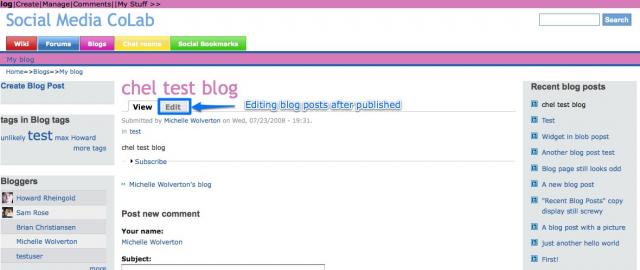 log|Create|Manage|Comments||My Stuff >>
Social Media CoLab
Search
Wiki
Forums
Blogs
Chat rooms
Social Bookmarks
My blog
Home=>Blogs=>My blog
Create Blog Post
tags in Blog tags
unlikely test max Howard
more tags
Bloggers
Howard Rheingold
Sam Rose
Brian Christiansen
Michelle Wolverton
testuser
more
chel test blog
View
Edit
Editing blog posts after published
Submitted by Michelle Wolverton on Wed, 07/23/2008 - 19:31.
in test
chel test blog
Subscribe
Michelle Wolverton's blog
Post new comment
Your name:
Michelle Wolverton
Subject:
Recent blog posts
chel test blog
Test
Widget in blob popst
Another blog post test
Blog page still looks odd
A new blog post
"Recent Blog Posts" copy
display still screwy
A blog post with a picture
just another hello world
First!